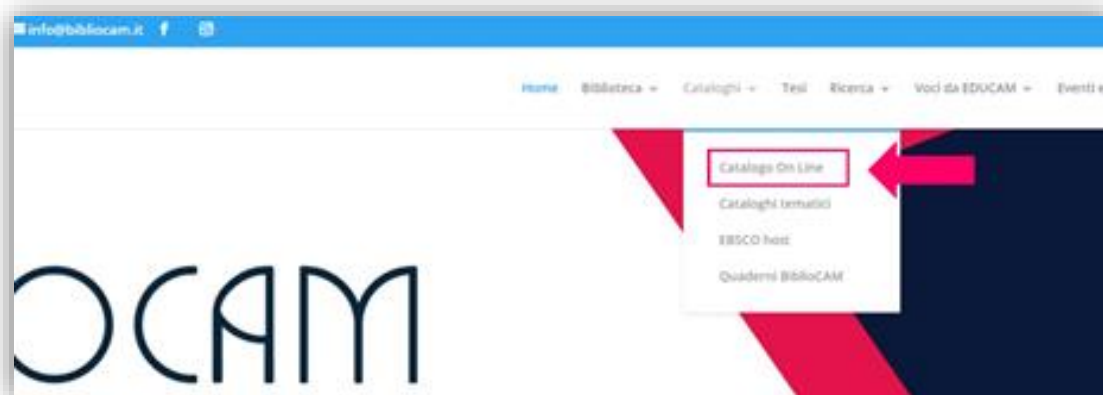 info@bibliocam.it
Home Biblioteca Cataloghi Tesi Ricerca Voci da EDUCAM Eventi e
Catalogo On Line
Cataloghi tematici
EBSCO host
Quaderni BiblioCAM
OCAM